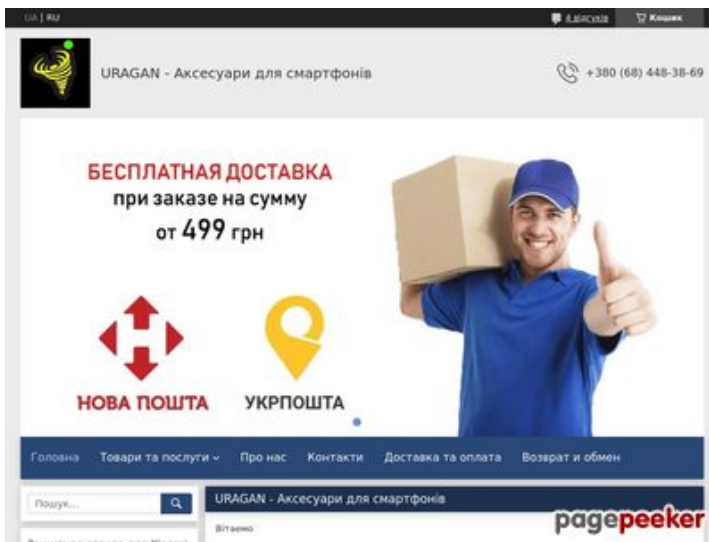 UA | RU
4 відгуків
Кошик
URAGAN - Аксесуари для смартфонів
+380 (68) 448-38-69
БЕСПЛАТНАЯ ДОСТАВКА
при заказе на сумму
от 499 грн
НОВА ПОШТА
УКРПОШТА
Головна Товари та послуги Про нас Контакти Доставка та оплата Возврат и обмен
Пошук...
URAGAN - Аксесуари для смартфонів
Вітаємо
pagepeeker